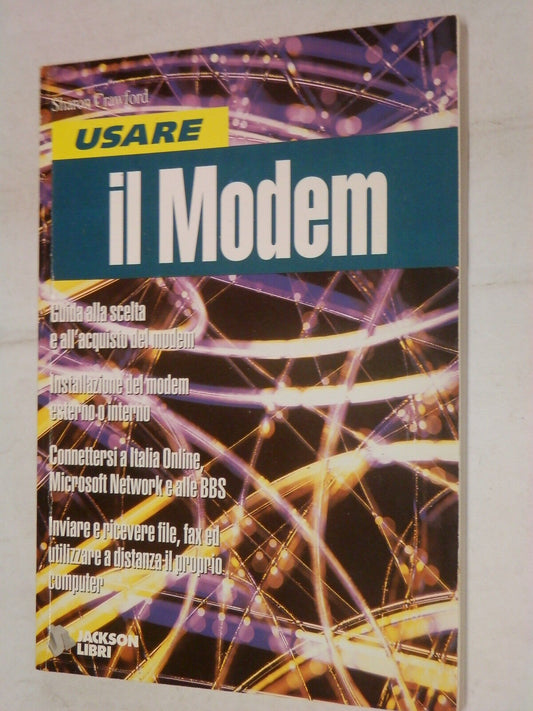 Sharon Crawford
USARE
il Modem
Guida alla scelta
e all'acquisto del modem
Installazione del modem
esterno o interno
Connettersi a Italia Online,
Microsoft Network e alle BBS
Inviare e ricevere file, fax ed
utilizzare a distanza il proprio
computer
JACKSON
LIBRI